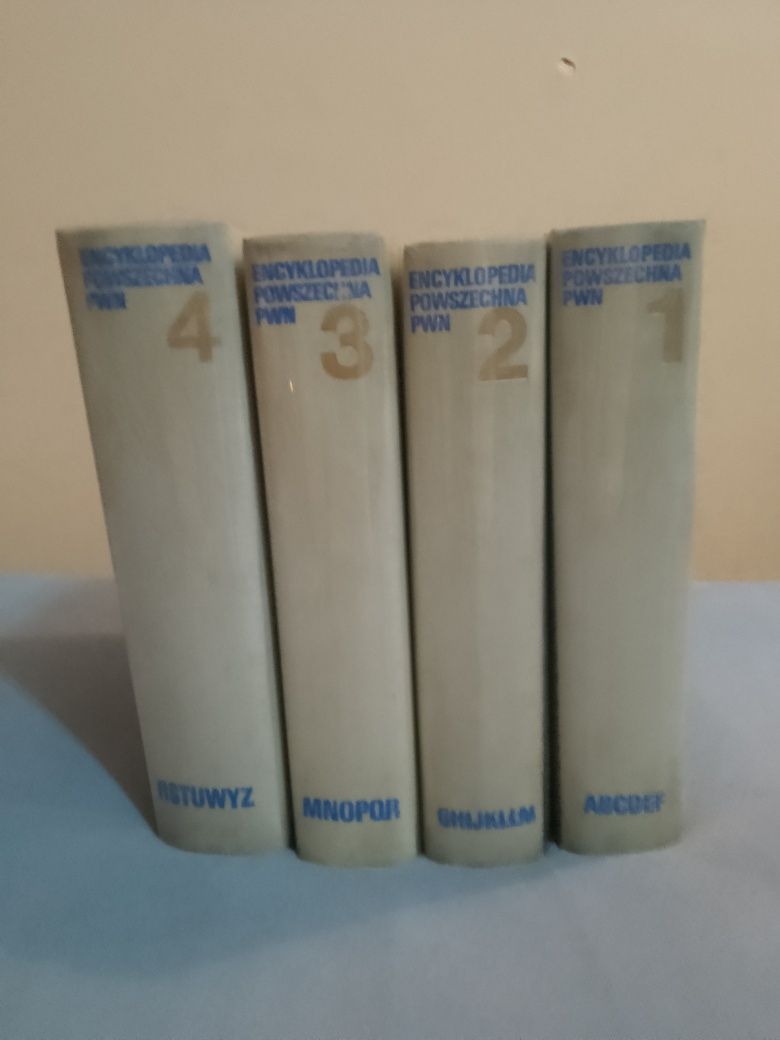 ENCYKLOPEDIA
POWSZECHNA
PWN
4
RSTUWYZ
ENCYKLOPEDIA
POWSZECHNA
PWN
3
MNOPQR
ENCYKLOPEDIA
POWSZECHNA
PWN
2
GHIJKLŁM
ENCYKLOPEDIA
POWSZECHNA
PWN
1
ABCDEF